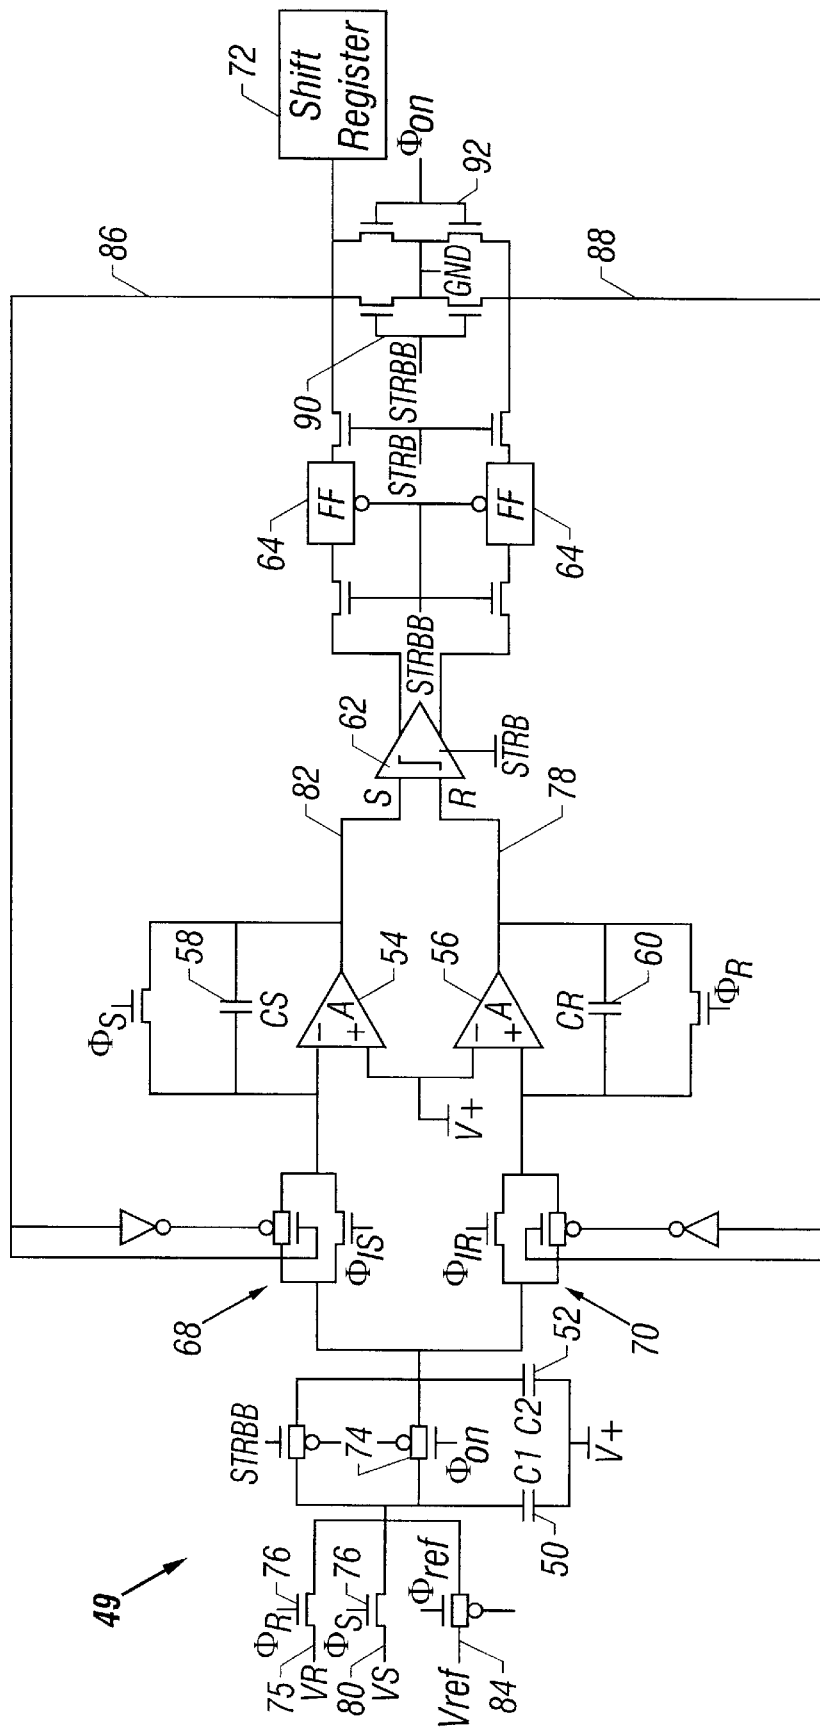 49
ΦR
76
75
VR
ΦS
76
80
VS
Φref
Vref
84
STRBB
74
Φon
C1
C2
50
52
V+
68
ΦIS
ΦIR
70
ΦS
58
CS
−
+
A
54
V+
56
−
+
A
CR
60
ΦR
82
78
S
R
62
STRB
STRBB
64
FF
FF
64
STRB
STRBB
90
86
GND
88
92
Φon
72
Shift
Register